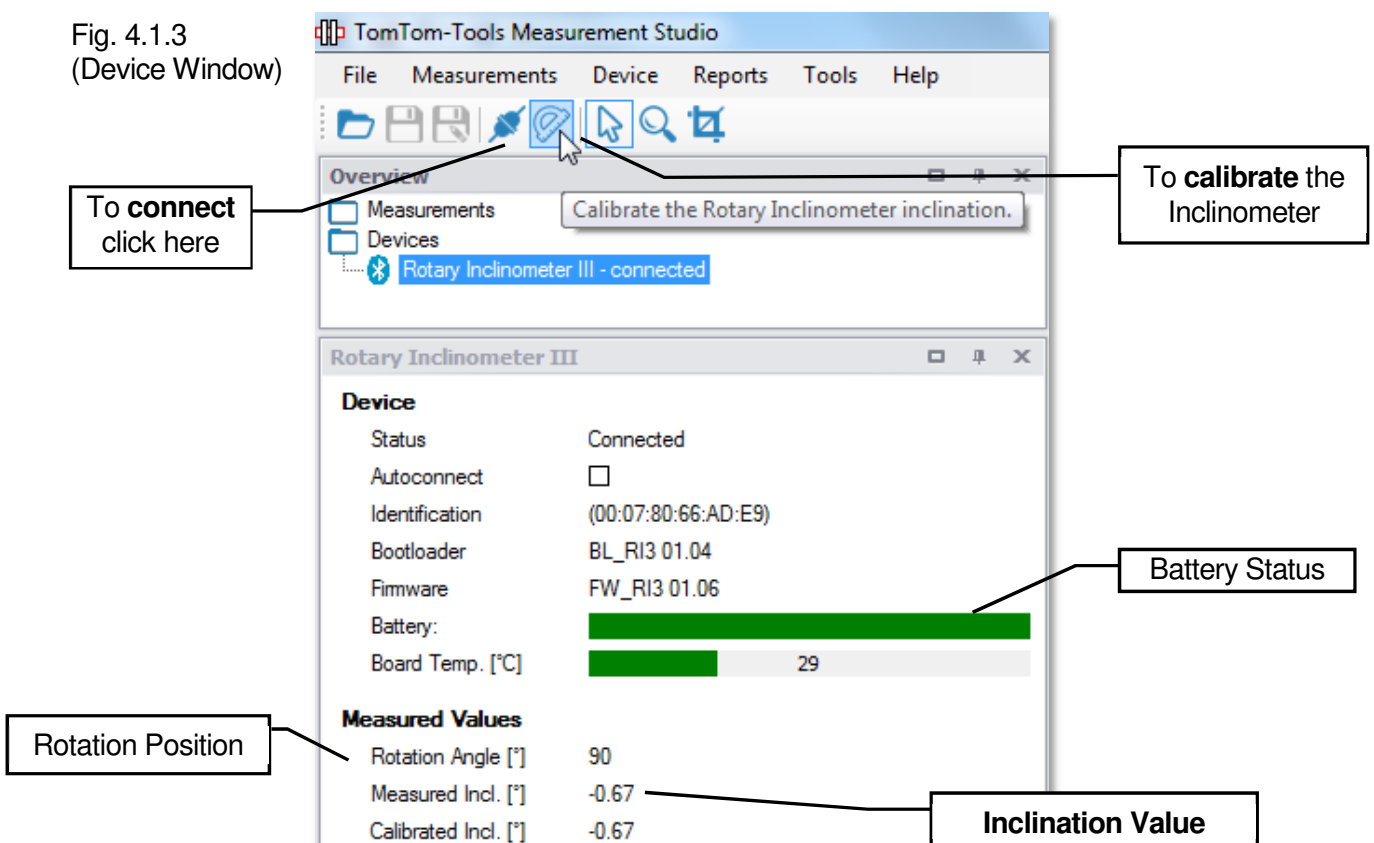 Fig. 4.1.3
(Device Window)
TomTom-Tools Measurement Studio
File Measurements Device Reports Tools Help
Overview
To connect
click here
To calibrate the
Inclinometer
Measurements
Calibrate the Rotary Inclinometer inclination.
Devices
Rotary Inclinometer III - connected
Rotary Inclinometer III
Device
Status Connected
Autoconnect
Identification (00:07:80:66:AD:E9)
Bootloader BL_RI3 01.04
Firmware FW_RI3 01.06
Battery Status
Battery:
Board Temp. [°C] 29
Measured Values
Rotation Position
Rotation Angle [°] 90
Measured Incl. [°] -0.67
Inclination Value
Calibrated Incl. [°] -0.67